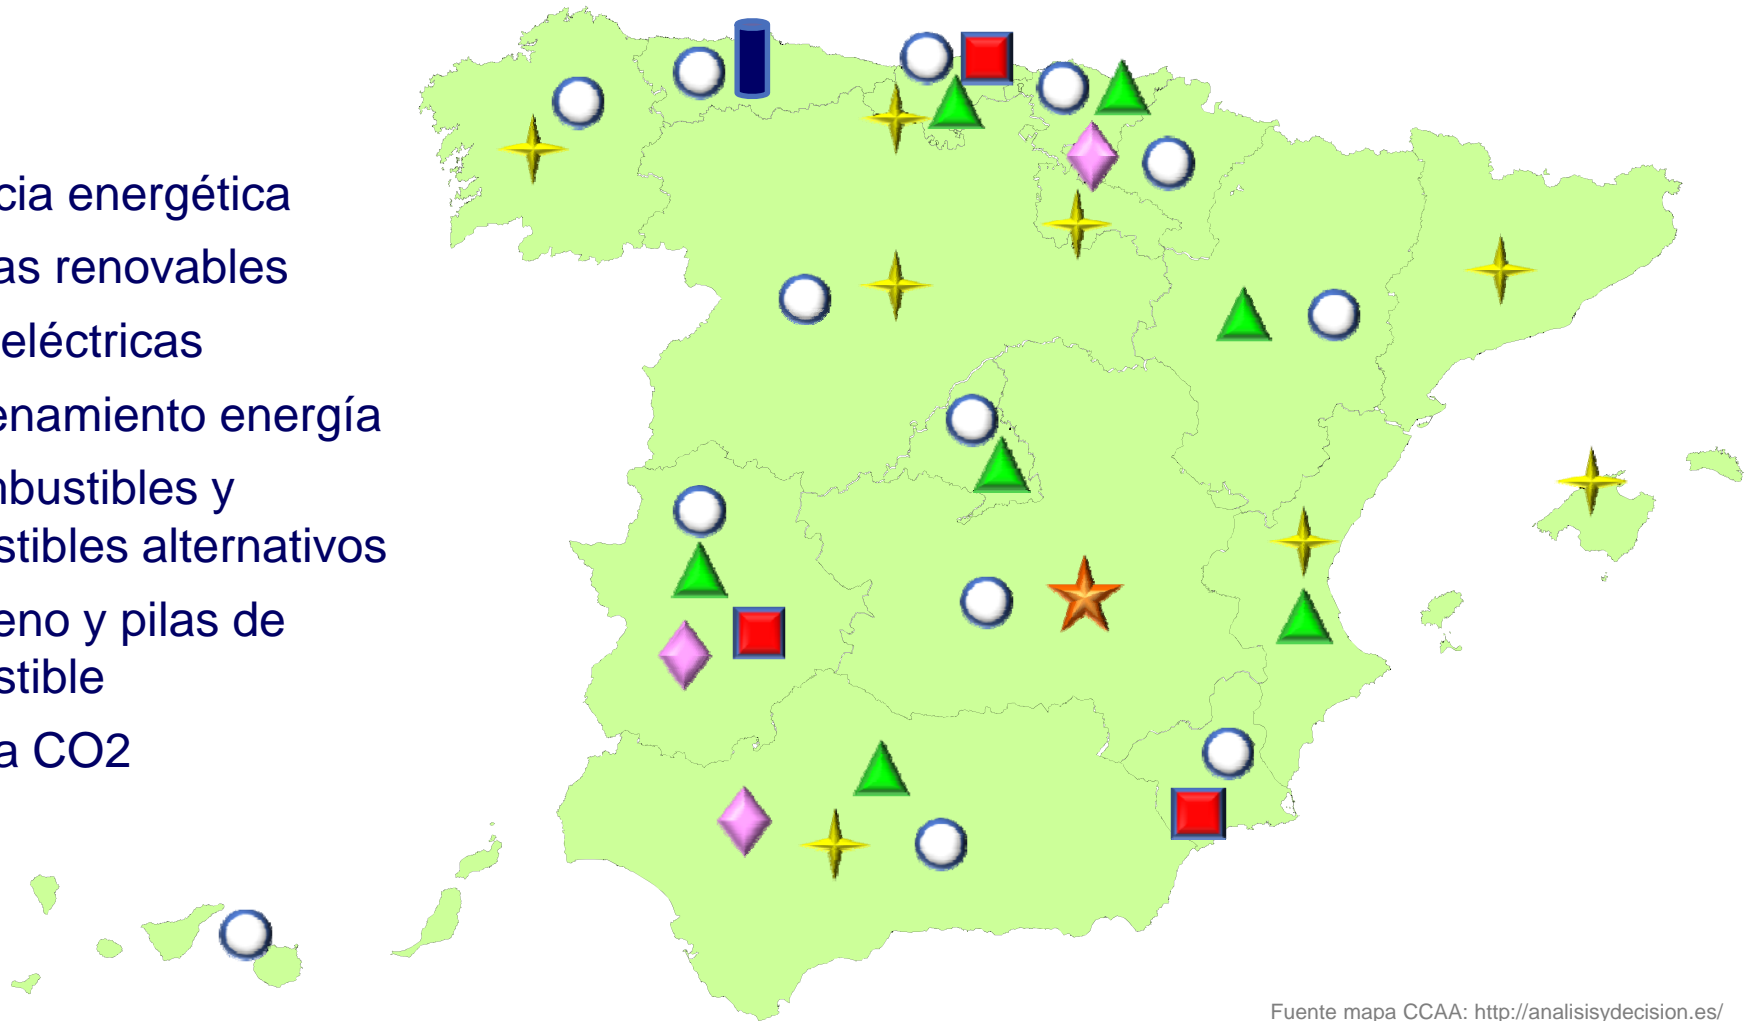 cia energética
as renovables
eléctricas
enamiento energía
nbustibles y
stibles alternativos
eno y pilas de
stible
a CO2
Fuente mapa CCAA: http://analisisydecision.es/